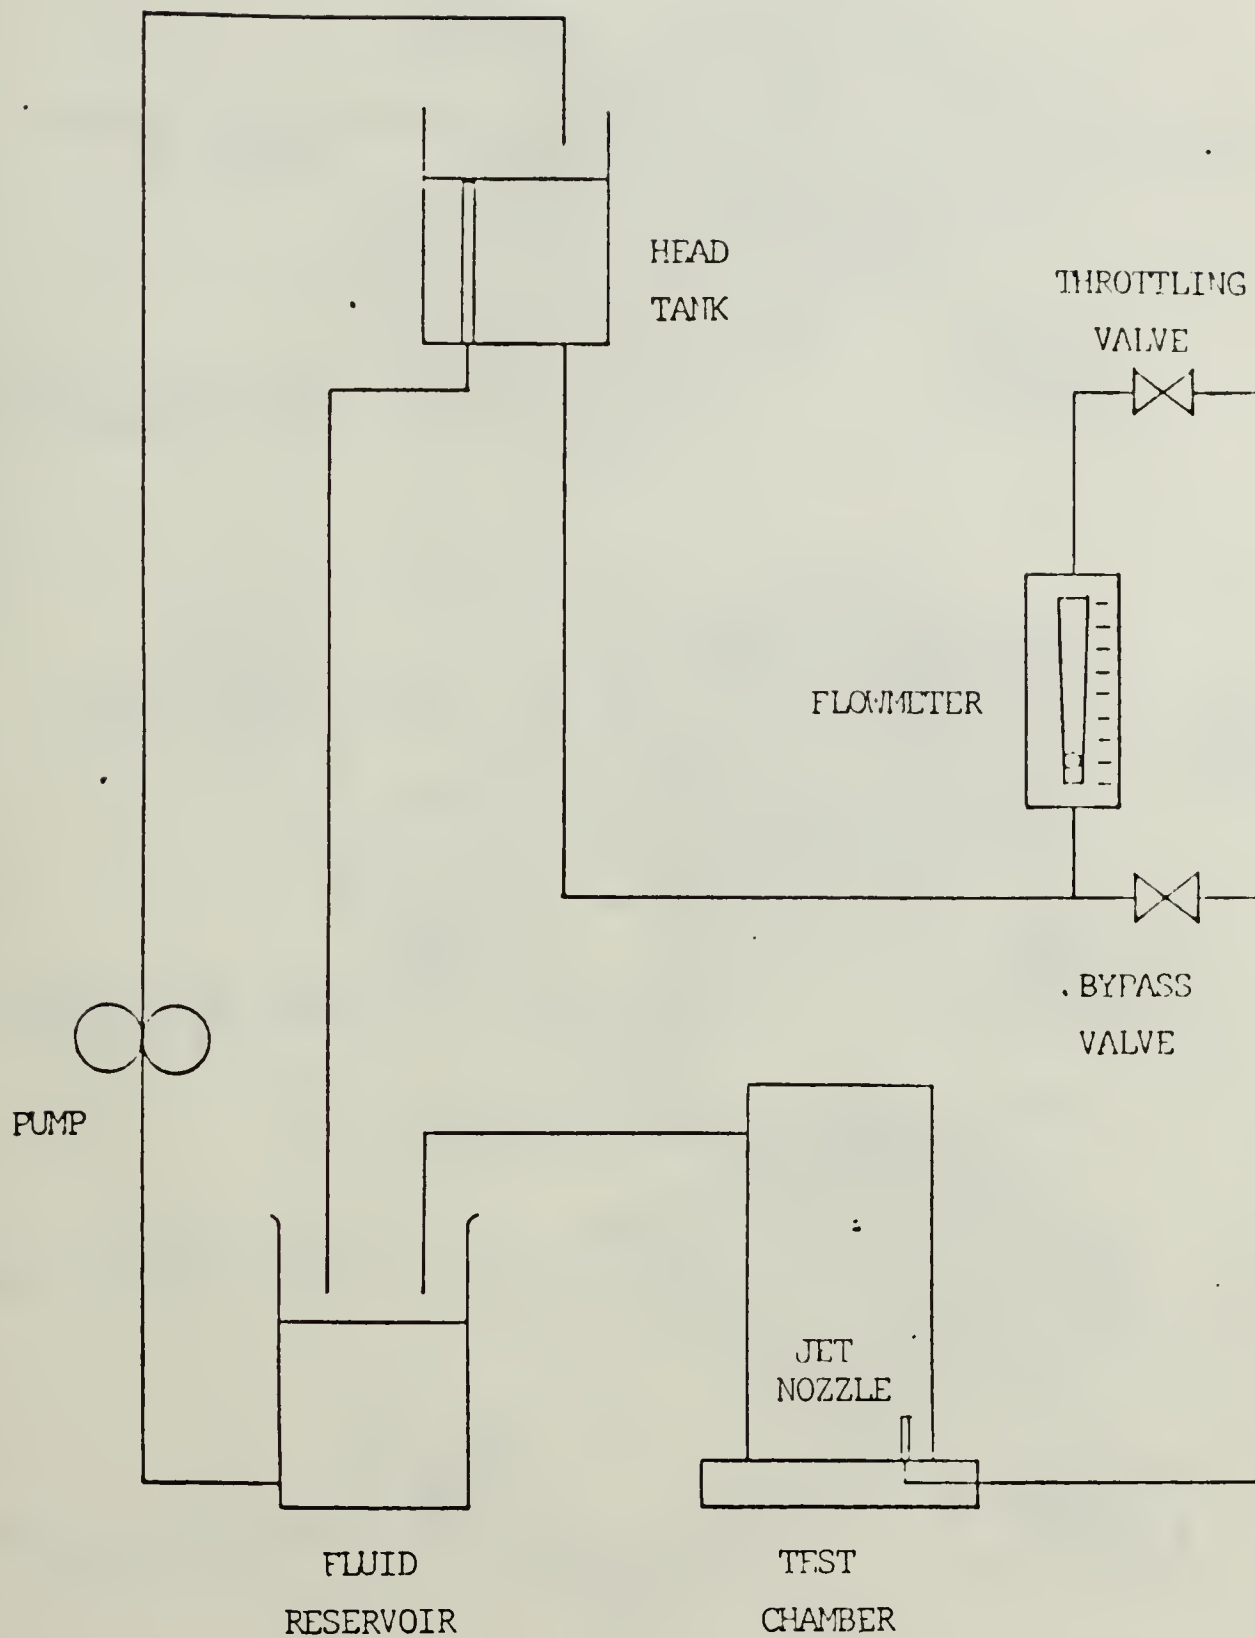 HEAD
TANK
THROTTLING
VALVE
FLOWMETER
BYPASS
VALVE
PUMP
JET
NOZZLE
FLUID
RESERVOIR
TEST
CHAMBER